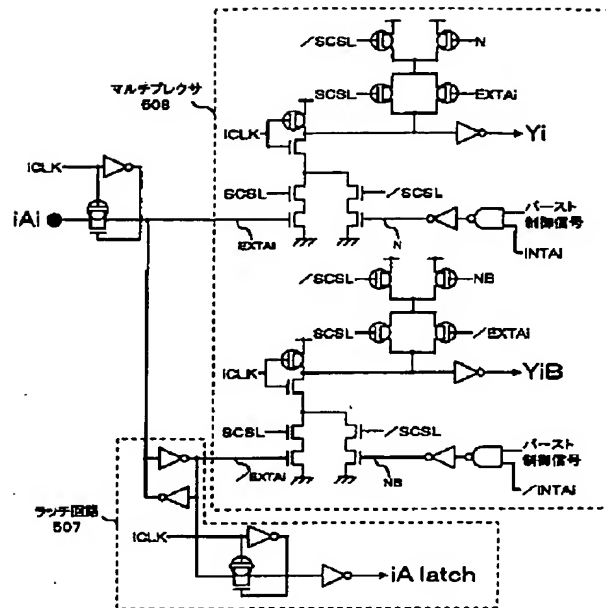 ／SCSL
N
マルチプレクサ
508
SCSL
EXTAi
iCLK
Yi
iCLK
SCSL
／SCSL
バースト
制御信号
iAi
EXTAi
N
INTAi
／SCSL
NB
SCSL
／EXTAi
iCLK
YiB
SCSL
／SCSL
バースト
制御信号
／EXTAi
NB
／INTAi
ラッチ回路
507
iCLK
iA latch